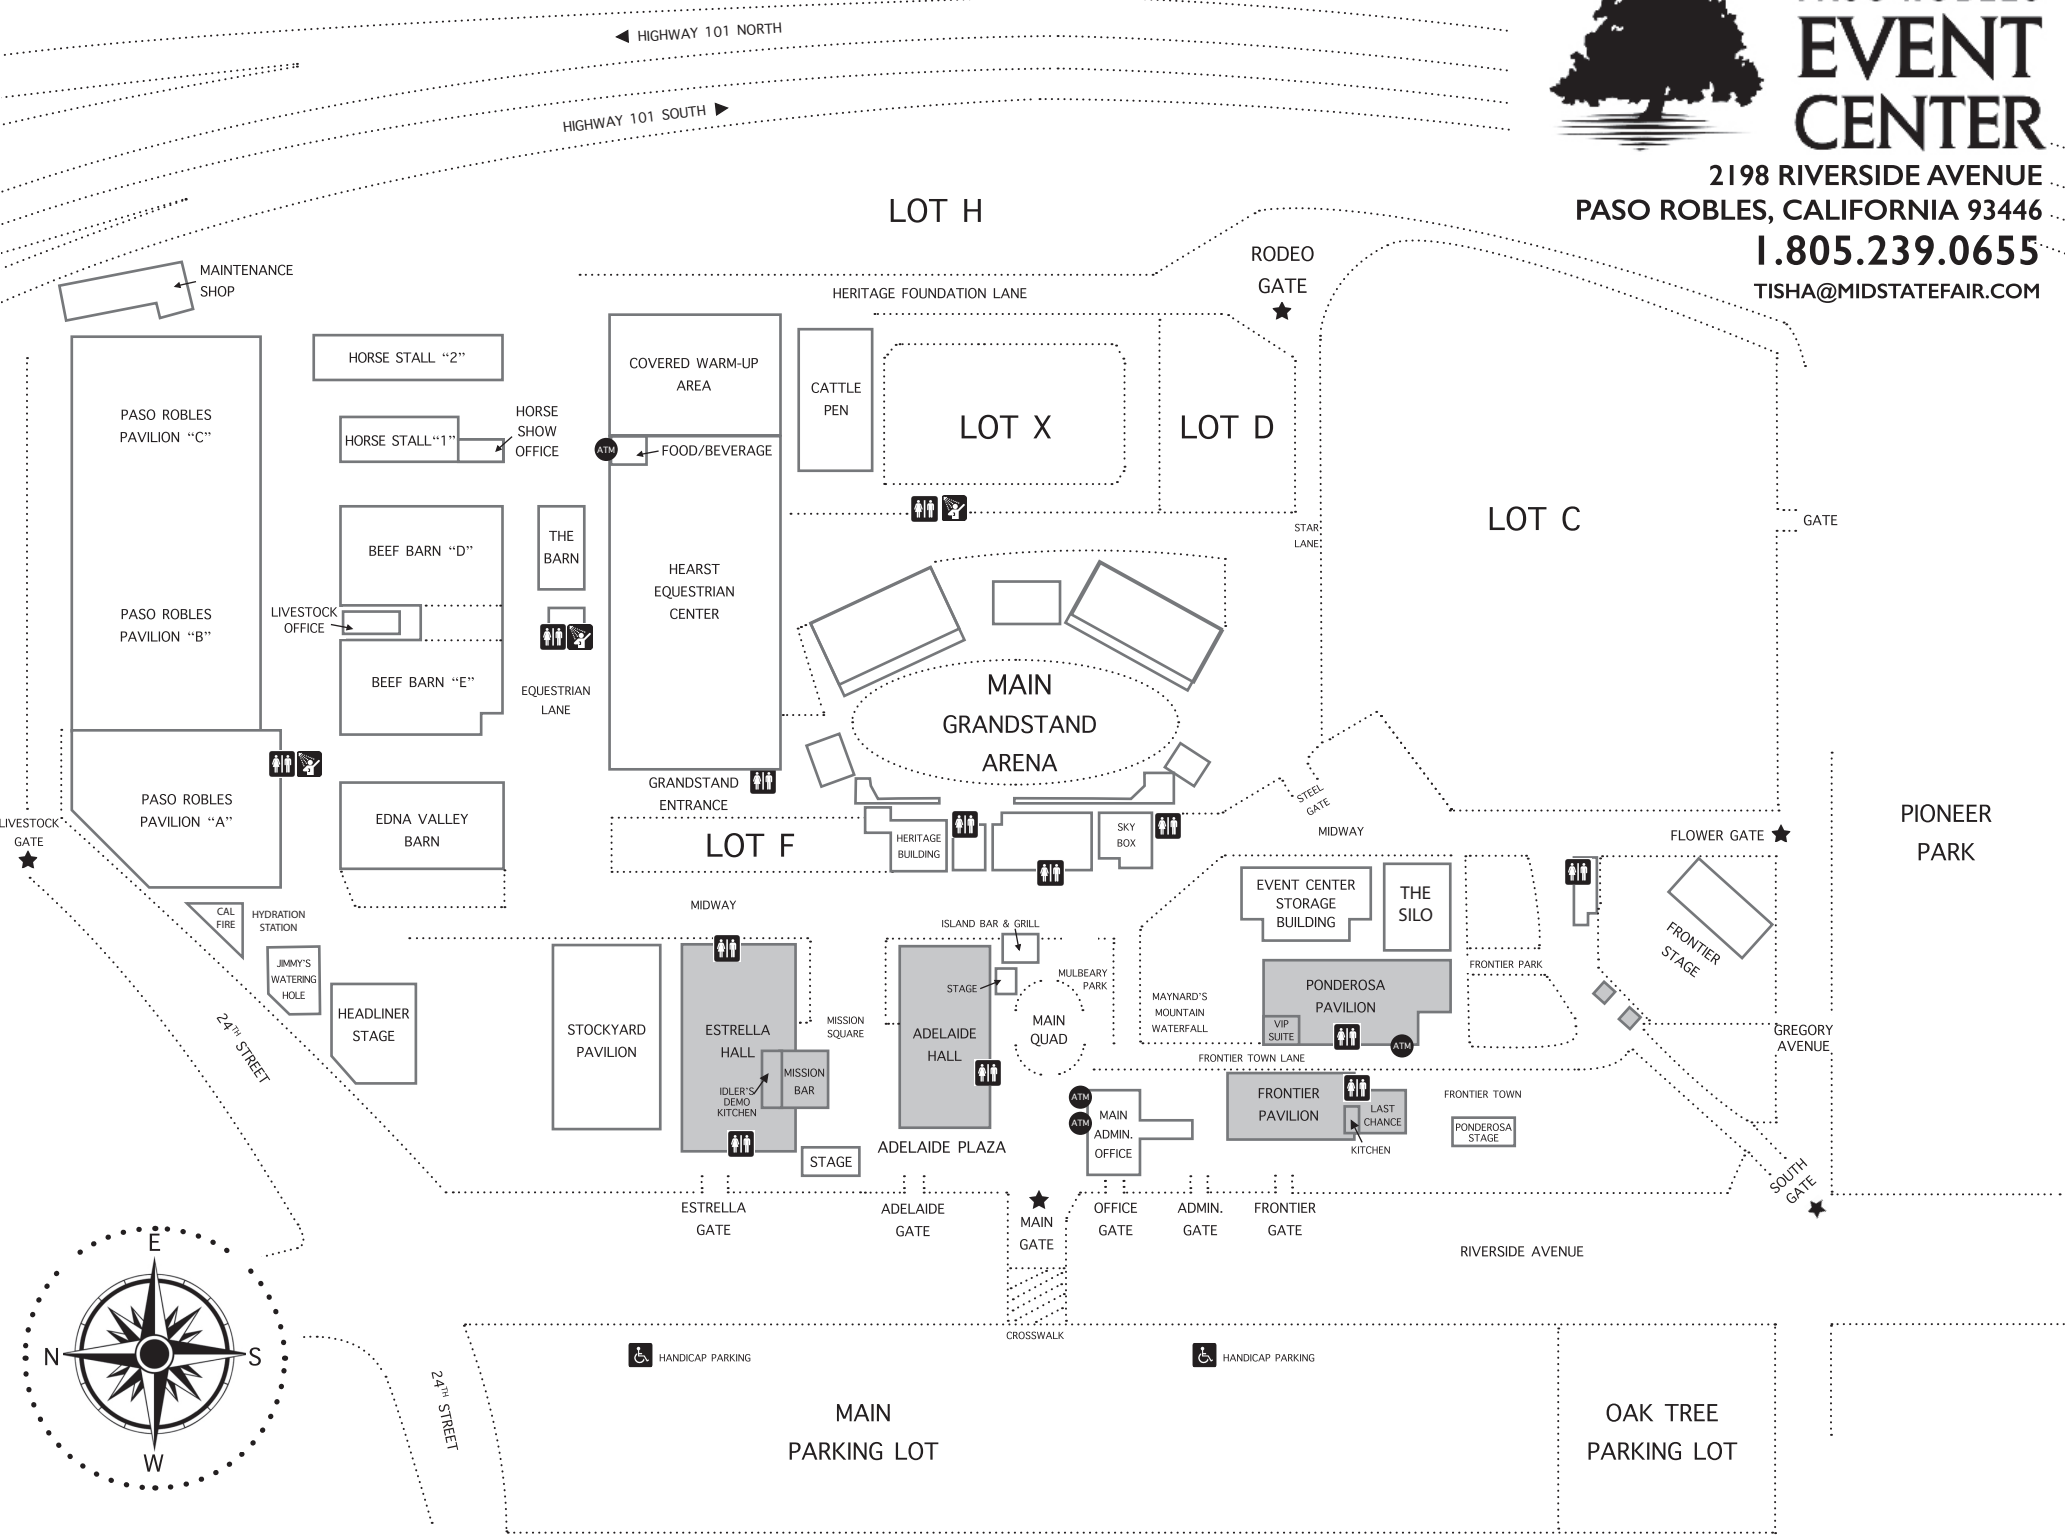 HIGHWAY 101 NORTH
HIGHWAY 101 SOUTH
EVENT
CENTER
2198 RIVERSIDE AVENUE
PASO ROBLES, CALIFORNIA 93446
1.805.239.0655
TISHA@MIDSTATEFAIR.COM
LOT H
RODEO
GATE
HERITAGE FOUNDATION LANE
MAINTENANCE
SHOP
PASO ROBLES
PAVILION “C”
PASO ROBLES
PAVILION “B”
PASO ROBLES
PAVILION “A”
HORSE STALL “2”
HORSE STALL“1”
HORSE
SHOW
OFFICE
COVERED WARM-UP
AREA
ATM
FOOD/BEVERAGE
CATTLE
PEN
LOT X
LOT D
LOT C
GATE
STAR
LANE
BEEF BARN “D”
THE
BARN
LIVESTOCK
OFFICE
BEEF BARN “E”
EQUESTRIAN
LANE
HEARST
EQUESTRIAN
CENTER
MAIN
GRANDSTAND
ARENA
GRANDSTAND
ENTRANCE
STEEL
GATE
EDNA VALLEY
BARN
LIVESTOCK
GATE
LOT F
HERITAGE
BUILDING
SKY
BOX
MIDWAY
FLOWER GATE
PIONEER
PARK
CAL
FIRE
HYDRATION
STATION
JIMMY'S
WATERING
HOLE
HEADLINER
STAGE
24TH STREET
MIDWAY
STOCKYARD
PAVILION
ESTRELLA
HALL
IDLER'S
DEMO
KITCHEN
MISSION
BAR
MISSION
SQUARE
STAGE
ADELAIDE
HALL
ADELAIDE PLAZA
ISLAND BAR & GRILL
STAGE
MULBEARY
PARK
MAIN
QUAD
EVENT CENTER
STORAGE
BUILDING
THE
SILO
MAYNARD'S
MOUNTAIN
WATERFALL
PONDEROSA
PAVILION
VIP
SUITE
ATM
FRONTIER PARK
FRONTIER
STAGE
GREGORY
AVENUE
FRONTIER TOWN LANE
FRONTIER
PAVILION
LAST
CHANCE
KITCHEN
FRONTIER TOWN
PONDEROSA
STAGE
ATM
ATM
MAIN
ADMIN.
OFFICE
SOUTH
GATE
ESTRELLA
GATE
ADELAIDE
GATE
MAIN
GATE
OFFICE
GATE
ADMIN.
GATE
FRONTIER
GATE
RIVERSIDE AVENUE
E
N
S
W
CROSSWALK
HANDICAP PARKING
HANDICAP PARKING
24TH STREET
MAIN
PARKING LOT
OAK TREE
PARKING LOT